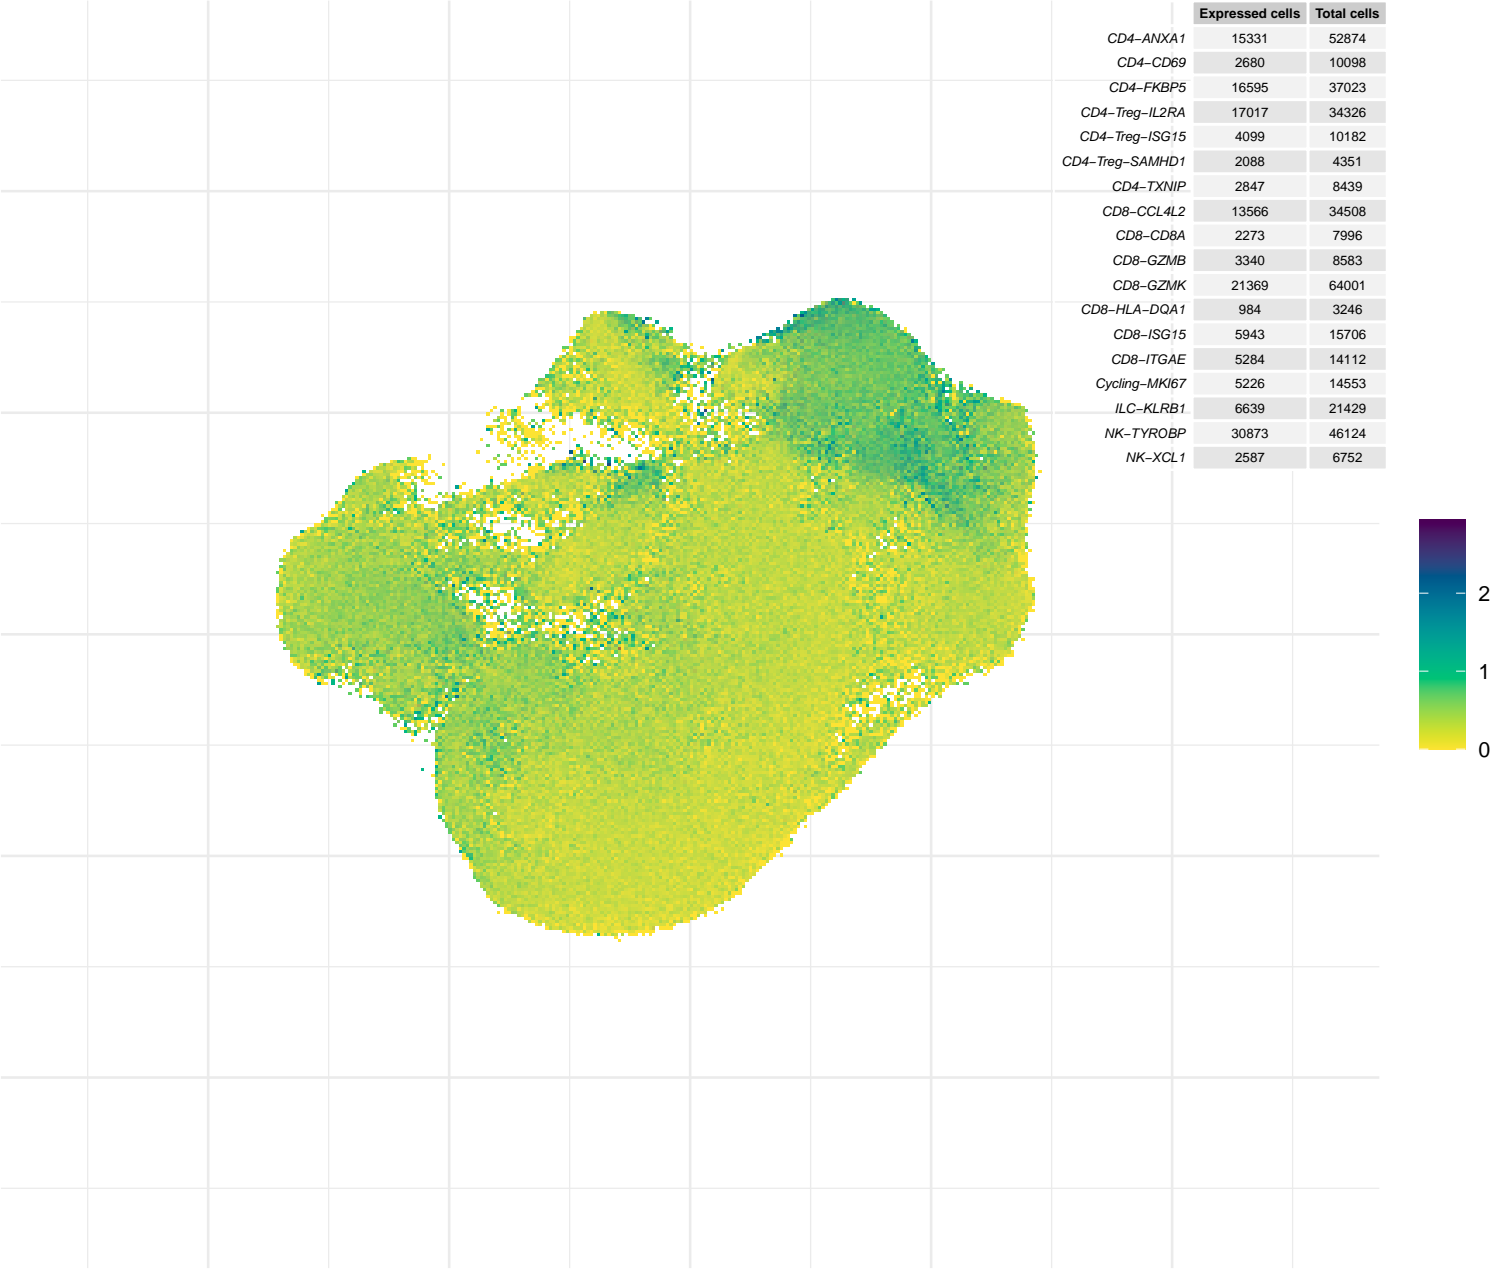 Expressed cells Total cells
CD4−ANXA1 15331 52874
CD4−CD69 2680 10098
CD4−FKBP5 16595 37023
CD4−Treg−IL2RA 17017 34326
CD4−Treg−ISG15 4099 10182
CD4−Treg−SAMHD1 2088 4351
CD4−TXNIP 2847 8439
CD8−CCL4L2 13566 34508
CD8−CD8A 2273 7996
CD8−GZMB 3340 8583
CD8−GZMK 21369 64001
CD8−HLA−DQA1 984 3246
CD8−ISG15 5943 15706
CD8−ITGAE 5284 14112
Cycling−MKI67 5226 14553
ILC−KLRB1 6639 21429
NK−TYROBP 30873 46124
NK−XCL1 2587 6752
2
1
0